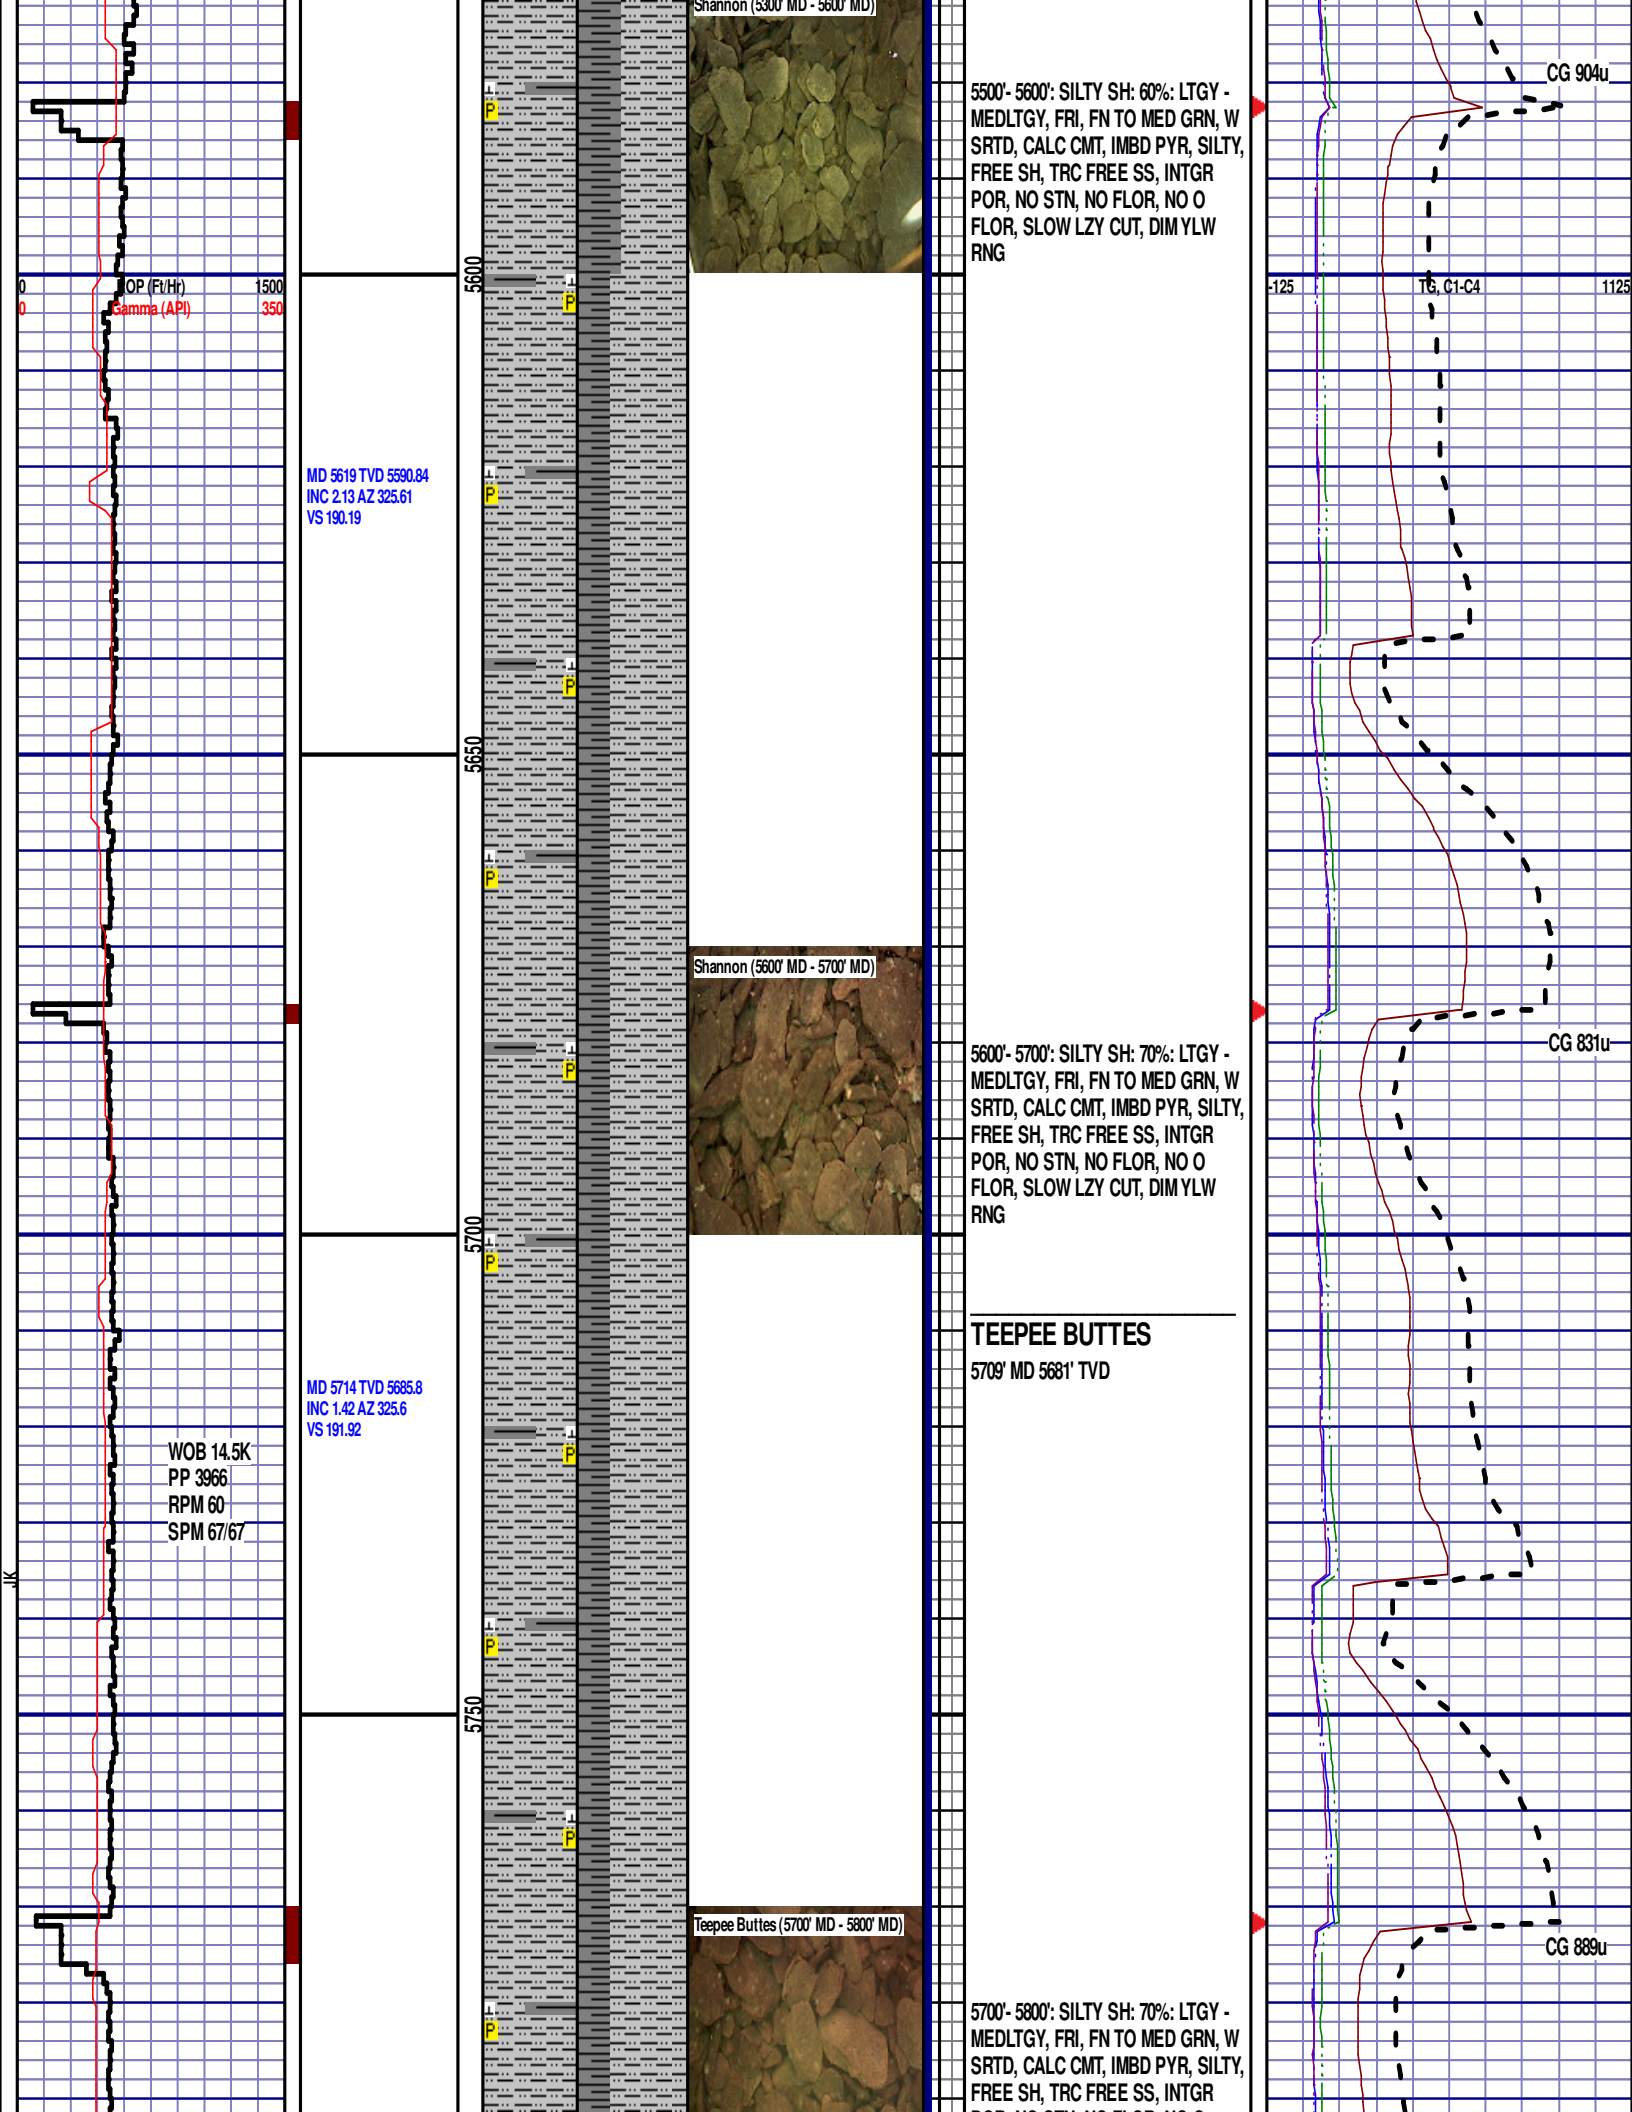 Shannon (5300' MD - 5600' MD)
CG 904u
5500'- 5600': SILTY SH: 60%: LTGY -
MEDLTGY, FRI, FN TO MED GRN, W
SRTD, CALC CMT, IMBD PYR, SILTY,
FREE SH, TRC FREE SS, INTGR
POR, NO STN, NO FLOR, NO O
FLOR, SLOW LZY CUT, DIM YLW
RNG
P
5600
0 OP (Ft/Hr) 1500
0 Gamma (API) 350
-125 TG, C1-C4 1125
P
MD 5619 TVD 5590.84
INC 2.13 AZ 325.61
VS 190.19
P
P
5650
P
Shannon (5600' MD - 5700' MD)
CG 831u
5600'- 5700': SILTY SH: 70%: LTGY -
MEDLTGY, FRI, FN TO MED GRN, W
SRTD, CALC CMT, IMBD PYR, SILTY,
FREE SH, TRC FREE SS, INTGR
POR, NO STN, NO FLOR, NO O
FLOR, SLOW LZY CUT, DIM YLW
RNG
P
5700
P
TEEPEE BUTTES
5709' MD 5681' TVD
MD 5714 TVD 5685.8
INC 1.42 AZ 325.6
VS 191.92
P
WOB 14.5K
PP 3966
RPM 60
SPM 67/67
JK
P
5750
P
Teepee Buttes (5700' MD - 5800' MD)
CG 889u
P
5700'- 5800': SILTY SH: 70%: LTGY -
MEDLTGY, FRI, FN TO MED GRN, W
SRTD, CALC CMT, IMBD PYR, SILTY,
FREE SH, TRC FREE SS, INTGR
POR, NO STN, NO FLOR, NO O